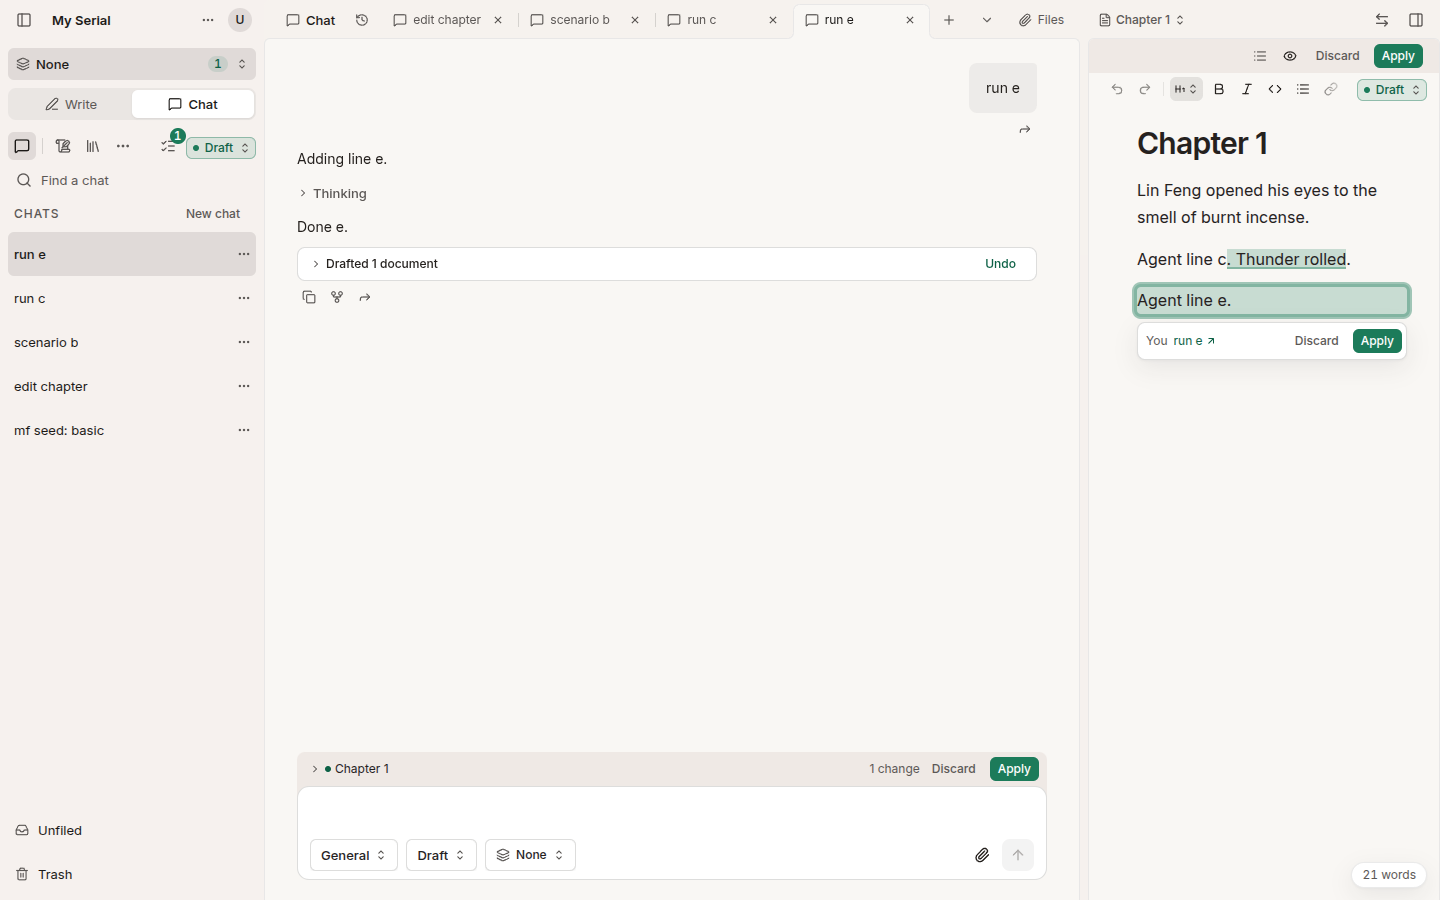 My Serial
U
None
1
Write
Chat
1
Draft
Find a chat
CHATS
New chat
run e
run c
scenario b
edit chapter
mf seed: basic
Unfiled
Trash
Chat
edit chapter
scenario b
run c
run e
Files
run e
Adding line e.
Thinking
Done e.
Drafted 1 document
Undo
Chapter 1
1 change
Discard
Apply
General
Draft
None
Chapter 1
Discard
Apply
H1
B
I
Draft
Chapter 1
Lin Feng opened his eyes to the
smell of burnt incense.
Agent line c. Thunder rolled.
Agent line e.
You run e
Discard
Apply
21 words